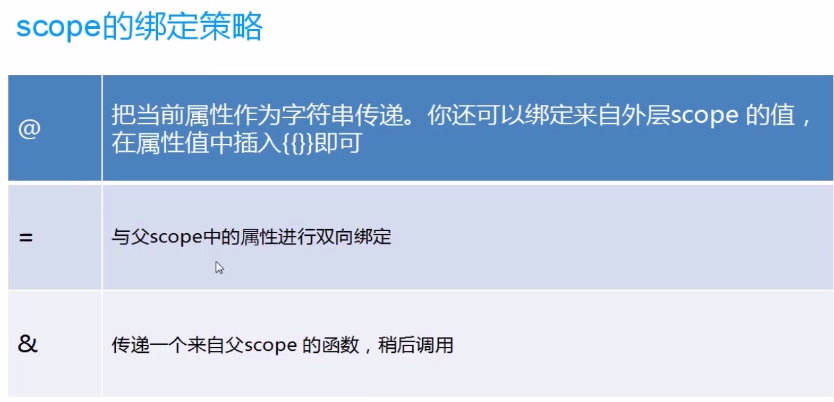 scope的绑定策略
@
把当前属性作为字符串传递。你还可以绑定来自外层scope 的值，
在属性值中插入{{}}即可
=
与父scope中的属性进行双向绑定
&
传递一个来自父scope 的函数，稍后调用